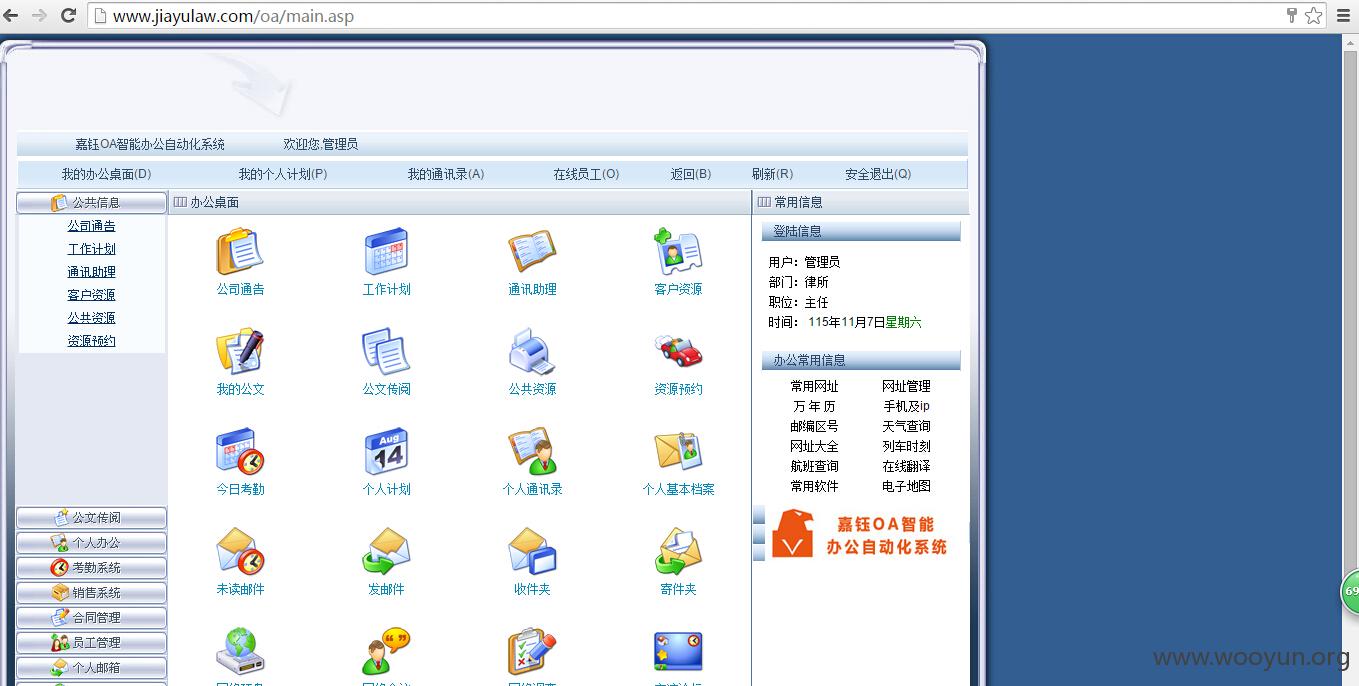 www.jiayulaw.com/oa/main.asp
嘉钰OA智能办公自动化系统 欢迎您,管理员
我的办公桌面(D) 我的个人计划(P) 我的通讯录(A) 在线员工(O) 返回(B) 刷新(R) 安全退出(Q)
公共信息
公司通告
工作计划
通讯助理
客户资源
公共资源
资源预约
公文传阅
个人办公
考勤系统
销售系统
合同管理
员工管理
个人邮箱
办公桌面
公司通告 工作计划 通讯助理 客户资源
我的公文 公文传阅 公共资源 资源预约
Aug
14
今日考勤 个人计划 个人通讯录 个人基本档案
未读邮件 发邮件 收件夹 寄件夹
常用信息
登陆信息
用户：管理员
部门：律所
职位：主任
时间： 115年11月7日星期六
办公常用信息
常用网址 网址管理
万 年 历 手机及ip
邮编区号 天气查询
网址大全 列车时刻
航班查询 在线翻译
常用软件 电子地图
嘉钰OA智能
办公自动化系统
69
www.wooyun.org